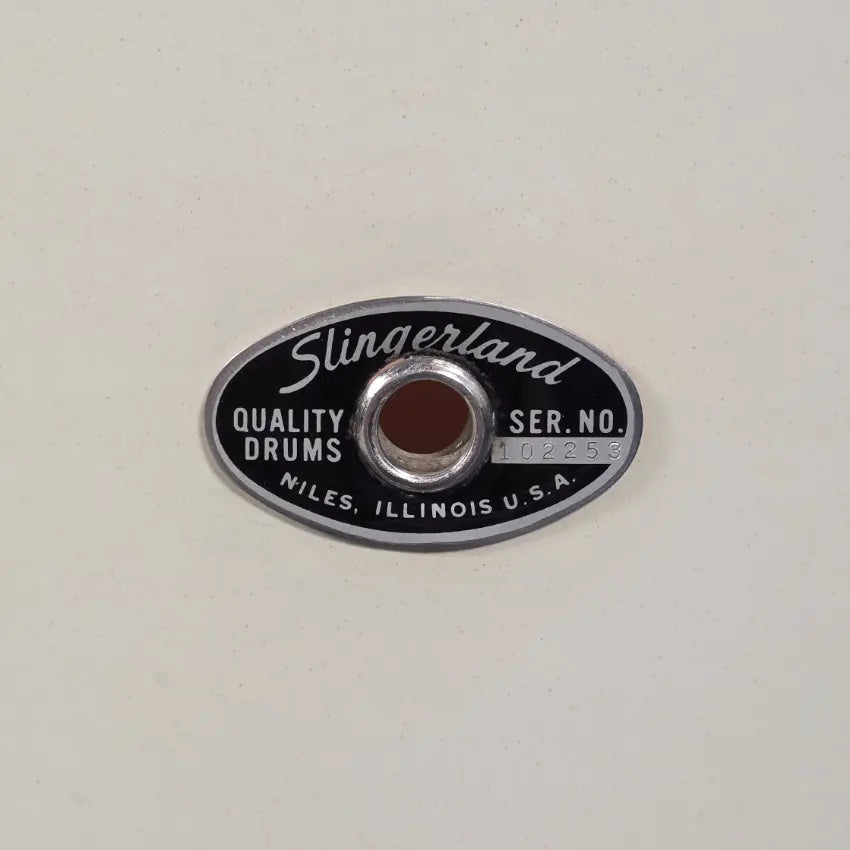 Slingerland
QUALITY DRUMS
SER. NO.
102253
NILES, ILLINOIS U.S.A.